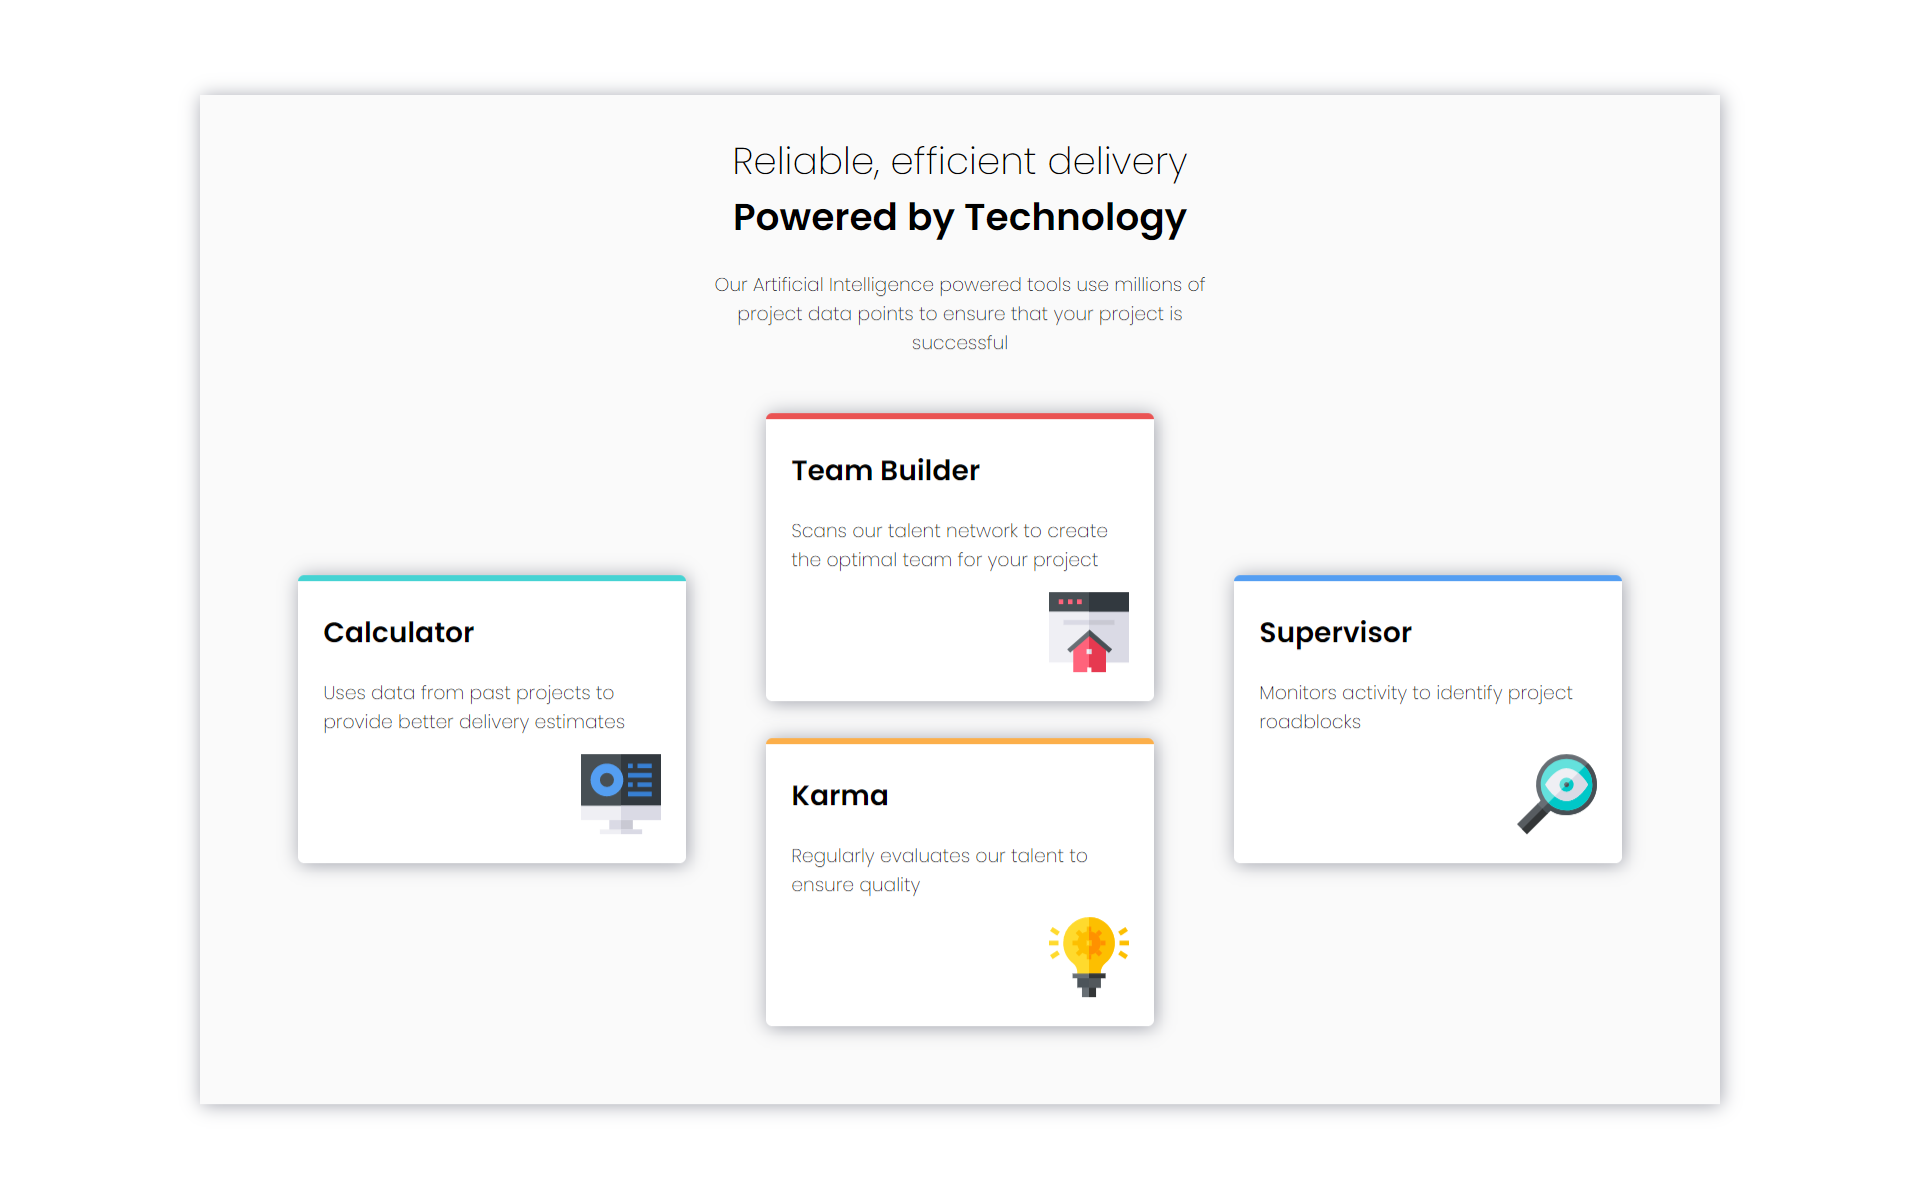 Reliable, efficient delivery
Powered by Technology
Our Artificial Intelligence powered tools use millions of
project data points to ensure that your project is
successful
Team Builder
Scans our talent network to create
the optimal team for your project
Calculator
Uses data from past projects to
provide better delivery estimates
Supervisor
Monitors activity to identify project
roadblocks
Karma
Regularly evaluates our talent to
ensure quality